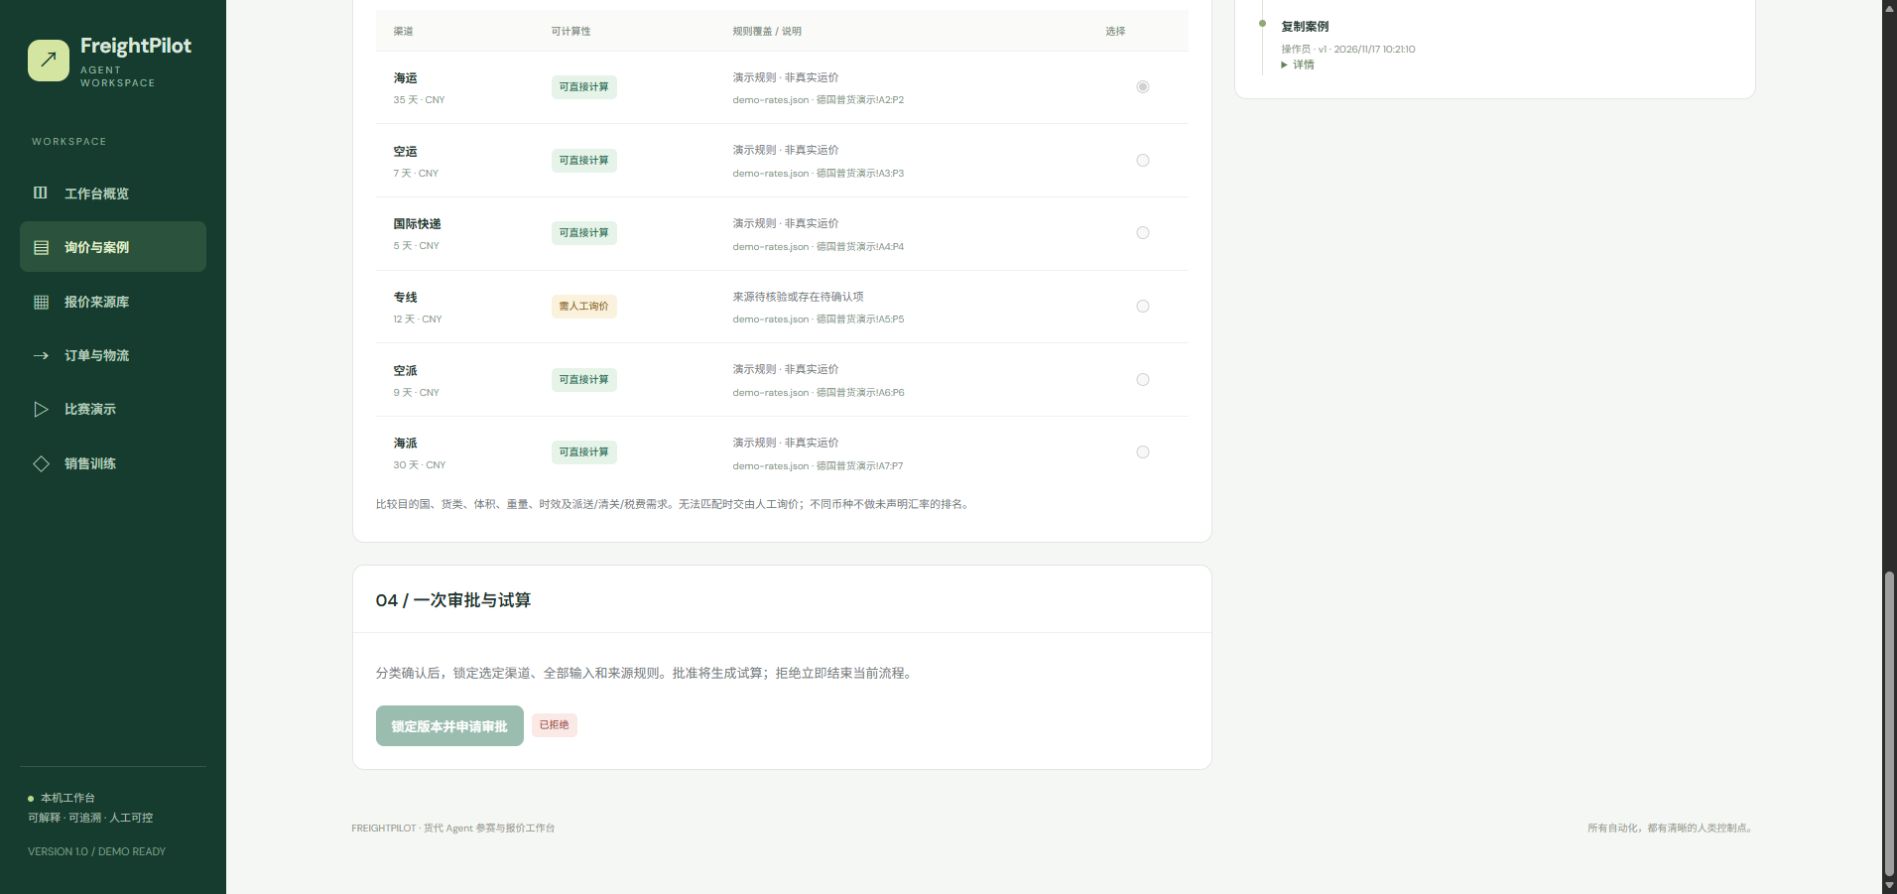 FreightPilot
AGENT
WORKSPACE
WORKSPACE
工作台概览
询价与案例
报价来源库
订单与物流
比赛演示
销售训练
本机工作台
可解释 · 可追溯 · 人工可控
VERSION 1.0 / DEMO READY
渠道 可计算性 规则覆盖 / 说明 选择
海运 可直接计算 演示规则 · 非真实运价
35 天 · CNY demo-rates.json · 德国普货演示!A2:P2
空运 可直接计算 演示规则 · 非真实运价
7 天 · CNY demo-rates.json · 德国普货演示!A3:P3
国际快递 可直接计算 演示规则 · 非真实运价
5 天 · CNY demo-rates.json · 德国普货演示!A4:P4
专线 需人工询价 来源待核验或存在待确认项
12 天 · CNY demo-rates.json · 德国普货演示!A5:P5
空派 可直接计算 演示规则 · 非真实运价
9 天 · CNY demo-rates.json · 德国普货演示!A6:P6
海派 可直接计算 演示规则 · 非真实运价
30 天 · CNY demo-rates.json · 德国普货演示!A7:P7
比较目的国、货类、体积、重量、时效及派送/清关/税费需求。无法匹配时交由人工询价；不同币种不做未声明汇率的排名。
04 / 一次审批与试算
分类确认后，锁定选定渠道、全部输入和来源规则。批准将生成试算；拒绝立即结束当前流程。
锁定版本并申请审批 已拒绝
复制案例
操作员 · v1 · 2026/11/17 10:21:10
▶ 详情
FREIGHTPILOT · 货代 Agent 参赛与报价工作台
所有自动化，都有清晰的人类控制点。